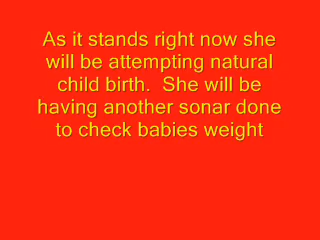 As it stands right now she
will be attempting natural
child birth.  She will be
having another sonar done
to check babies weight